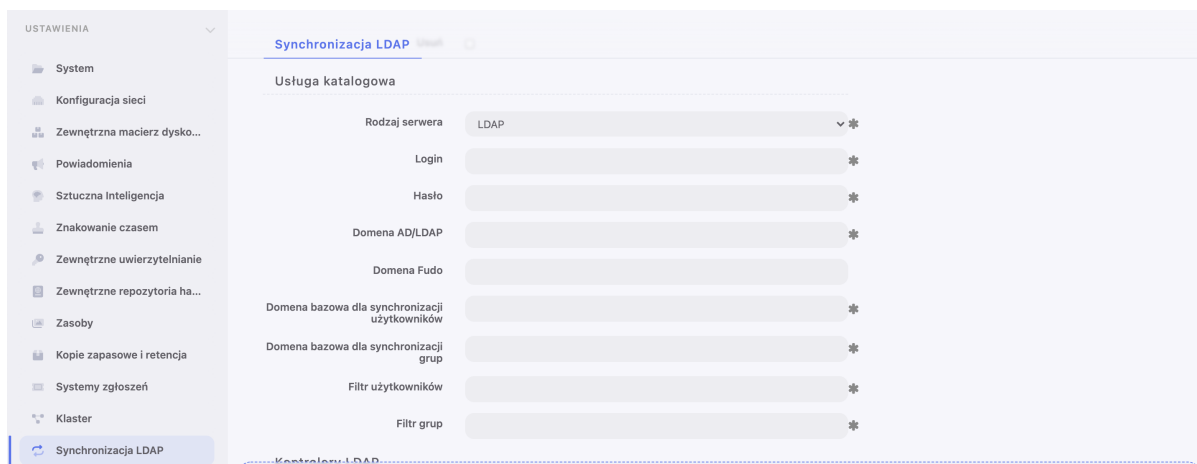 USTAWIENIA
System
Konfiguracja sieci
Zewnętrzna macierz dysko...
Powiadomienia
Sztuczna Inteligencja
Znakowanie czasem
Zewnętrzne uwierzytelnianie
Zewnętrzne repozytoria ha...
Zasoby
Kopie zapasowe i retencja
Systemy zgłoszeń
Klaster
Synchronizacja LDAP
Synchronizacja LDAP
Usługa katalogowa
Rodzaj serwera
LDAP
Login
Hasło
Domena AD/LDAP
Domena Fudo
Domena bazowa dla synchronizacji
użytkowników
Domena bazowa dla synchronizacji
grup
Filtr użytkowników
Filtr grup
Kontrolery LDAP